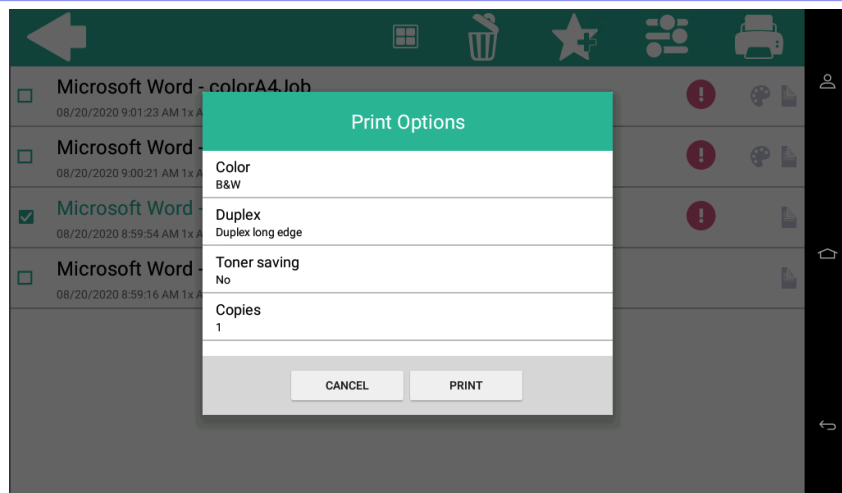 Microsoft Word - colorA4Job
08/20/2020 9:01:23 AM 1x A
Print Options
Microsoft Word -
08/20/2020 9:00:21 AM 1x A
Color
B&W
Microsoft Word -
08/20/2020 8:59:54 AM 1x A
Duplex
Duplex long edge
Microsoft Word -
08/20/2020 8:59:16 AM 1x A
Toner saving
No
Copies
1
CANCEL PRINT